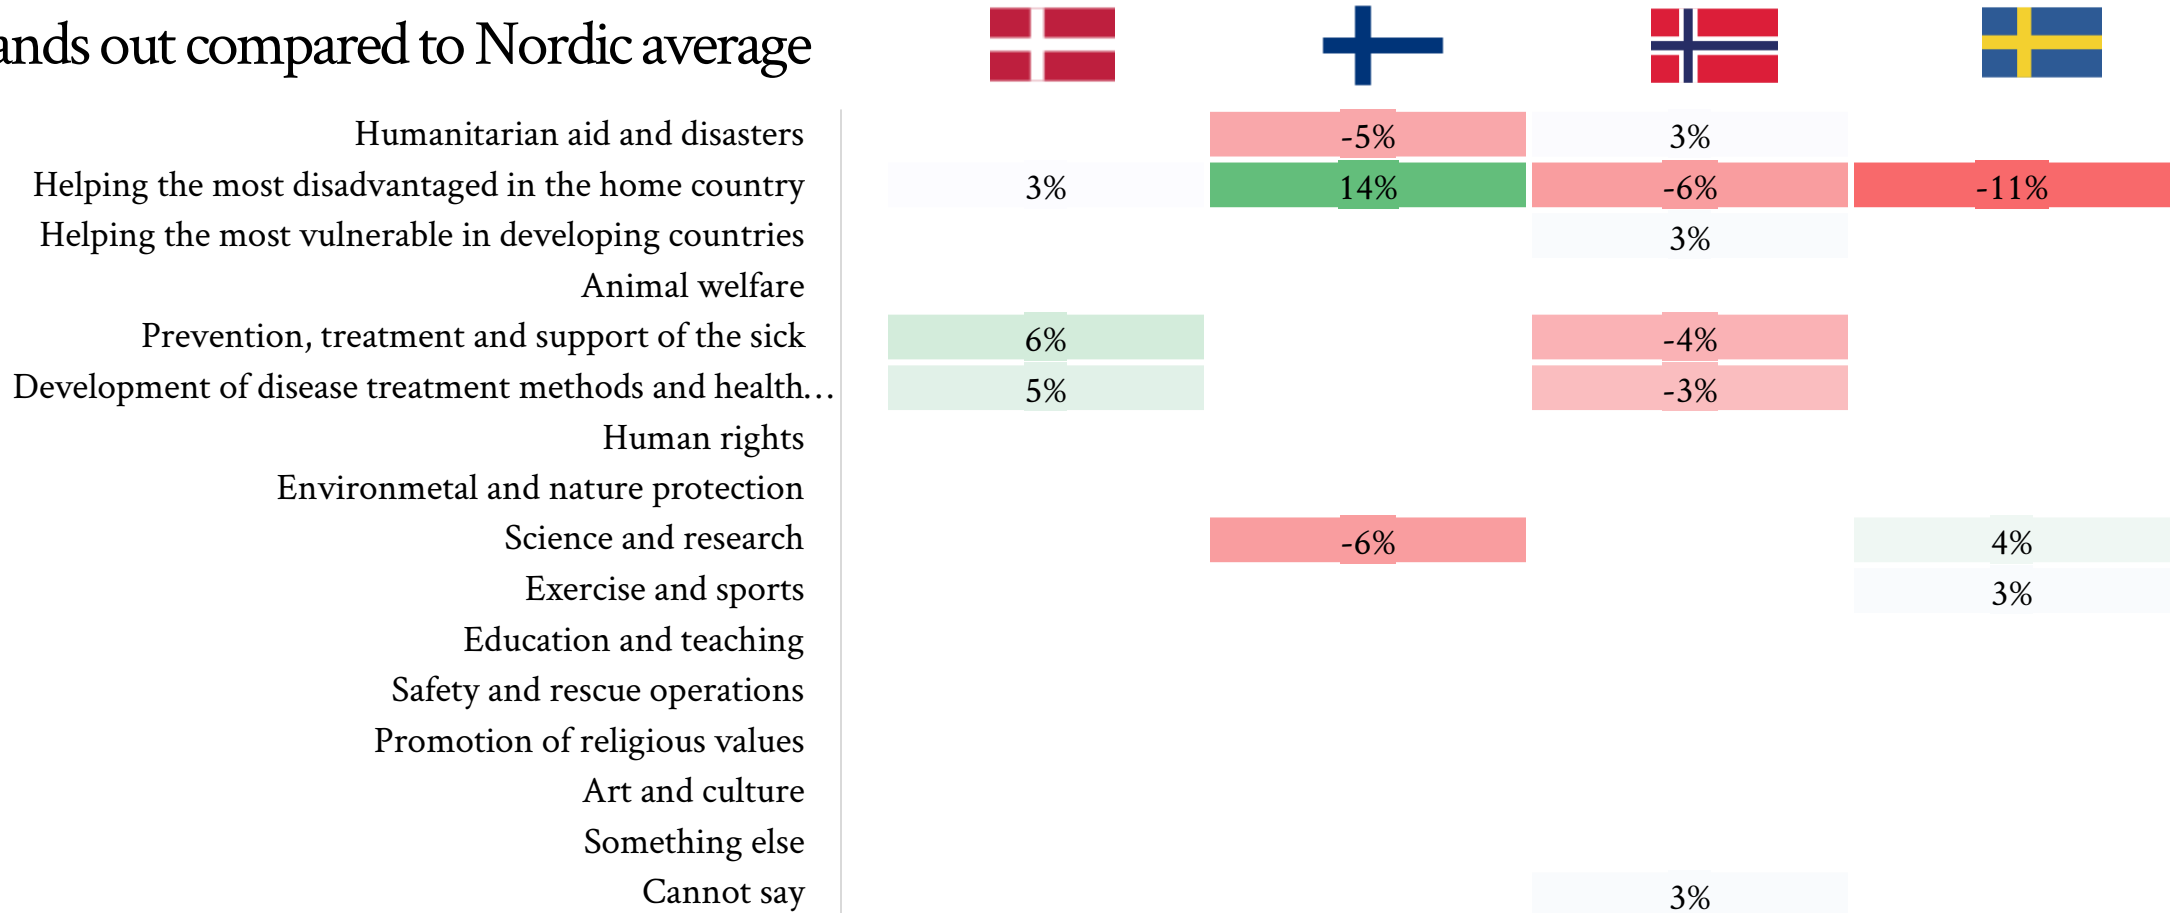 ands out compared to Nordic average
Humanitarian aid and disasters -5% 3%
Helping the most disadvantaged in the home country 3% 14% -6% -11%
Helping the most vulnerable in developing countries 3%
Animal welfare
Prevention, treatment and support of the sick 6% -4%
Development of disease treatment methods and health... 5% -3%
Human rights
Environmetal and nature protection
Science and research -6% 4%
Exercise and sports 3%
Education and teaching
Safety and rescue operations
Promotion of religious values
Art and culture
Something else
Cannot say 3%